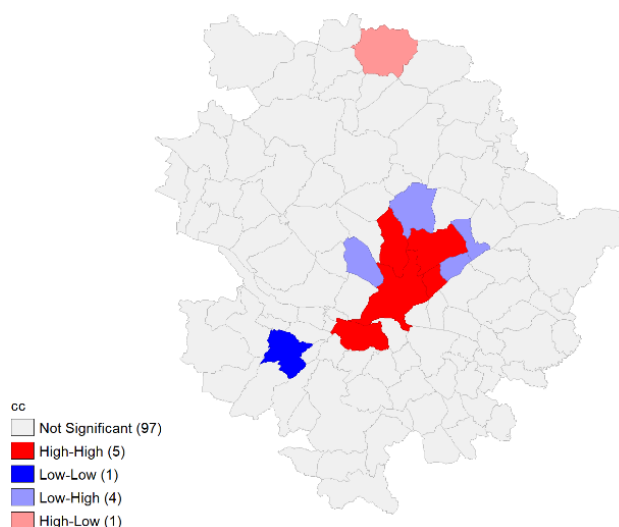 cc
Not Significant (97)
High-High (5)
Low-Low (1)
Low-High (4)
High-Low (1)